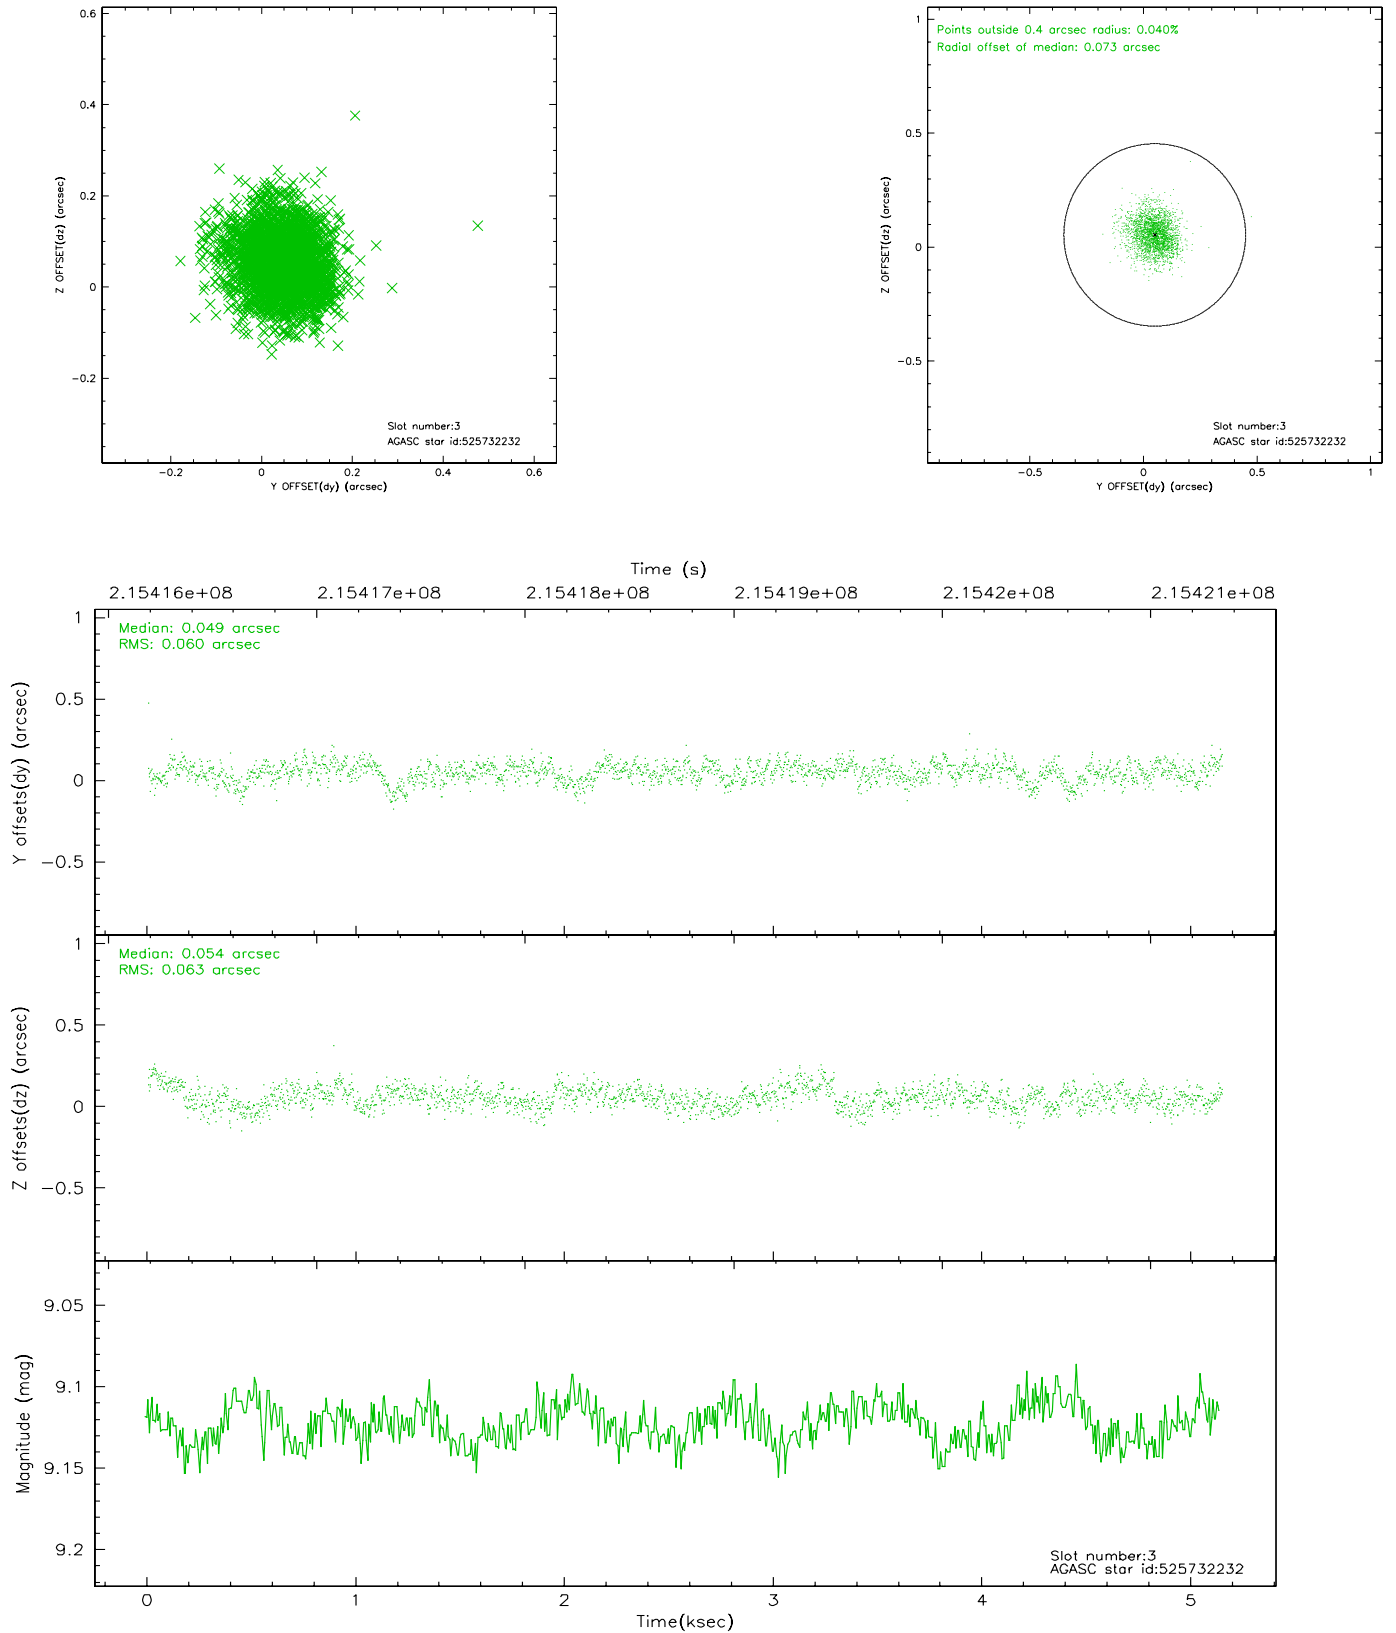 0.6
0.4
0.2
0
−0.2
Z OFFSET(dz) (arcsec)
Slot number:3
AGASC star id:525732232
−0.2 0 0.2 0.4 0.6
Y OFFSET(dy) (arcsec)
Points outside 0.4 arcsec radius: 0.040%
Radial offset of median: 0.073 arcsec
1
0.5
0
−0.5
Z OFFSET(dz) (arcsec)
Slot number:3
AGASC star id:525732232
−0.5 0 0.5 1
Y OFFSET(dy) (arcsec)
Time (s)
2.15416e+08 2.15417e+08 2.15418e+08 2.15419e+08 2.1542e+08 2.15421e+08
Median: 0.049 arcsec
RMS: 0.060 arcsec
1
0.5
0
−0.5
Y offsets(dy) (arcsec)
Median: 0.054 arcsec
RMS: 0.063 arcsec
1
0.5
0
−0.5
Z offsets(dz) (arcsec)
9.05
9.1
9.15
9.2
Magnitude (mag)
Slot number:3
AGASC star id:525732232
0 1 2 3 4 5
Time(ksec)